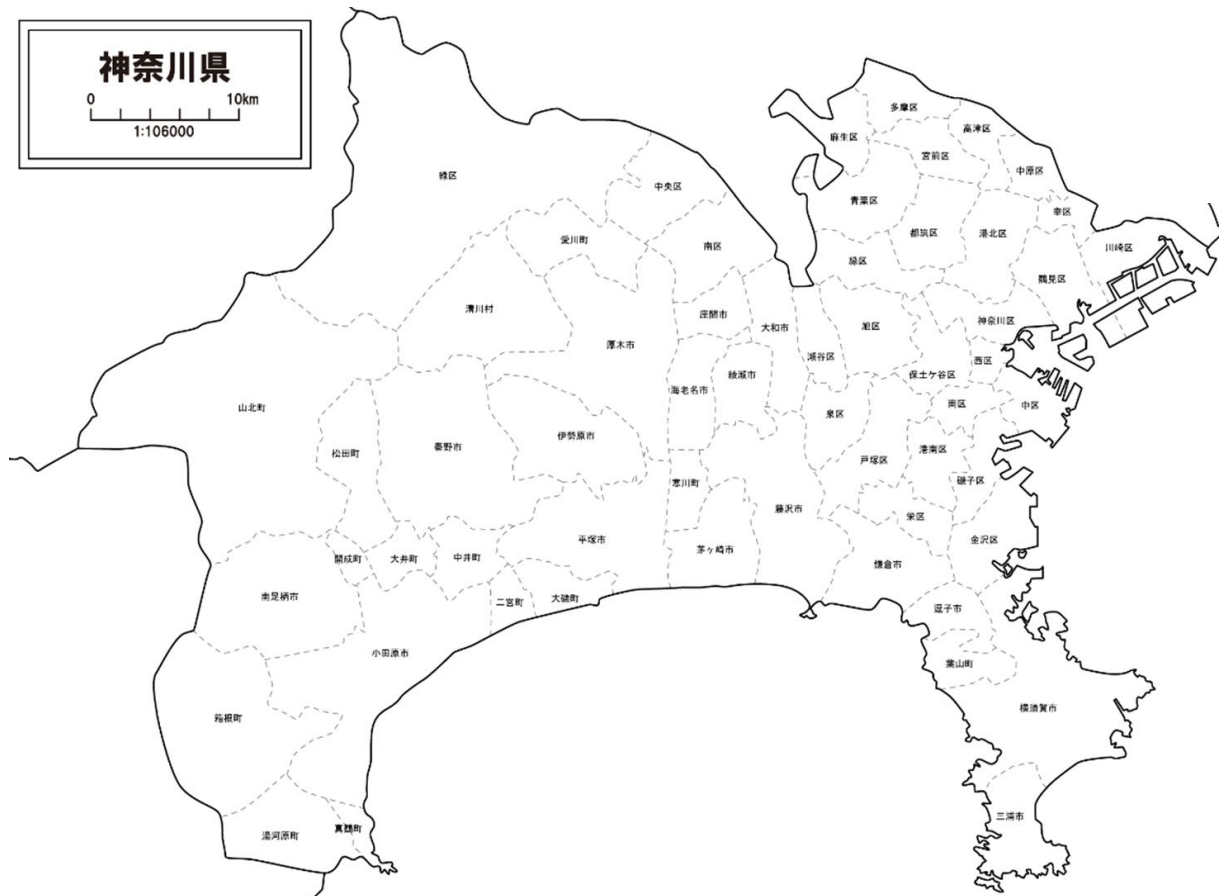 神奈川県
0 10km
1:106000
多摩区
高津区
麻生区
宮前区
中原区
緑区
中央区
青葉区
幸区
都筑区
港北区
愛川町
南区
川崎区
緑区
鶴見区
清川村
座間市
神奈川区
大和市
旭区
厚木市
瀬谷区
西区
綾瀬市
保土ケ谷区
海老名市
山北町
南区
中区
泉区
伊勢原市
秦野市
港南区
松田町
戸塚区
磯子区
寒川町
藤沢市
栄区
平塚市
金沢区
茅ヶ崎市
開成町
大井町
中井町
鎌倉市
南足柄市
二宮町
大磯町
逗子市
小田原市
葉山町
横須賀市
箱根町
三浦市
真鶴町
湯河原町